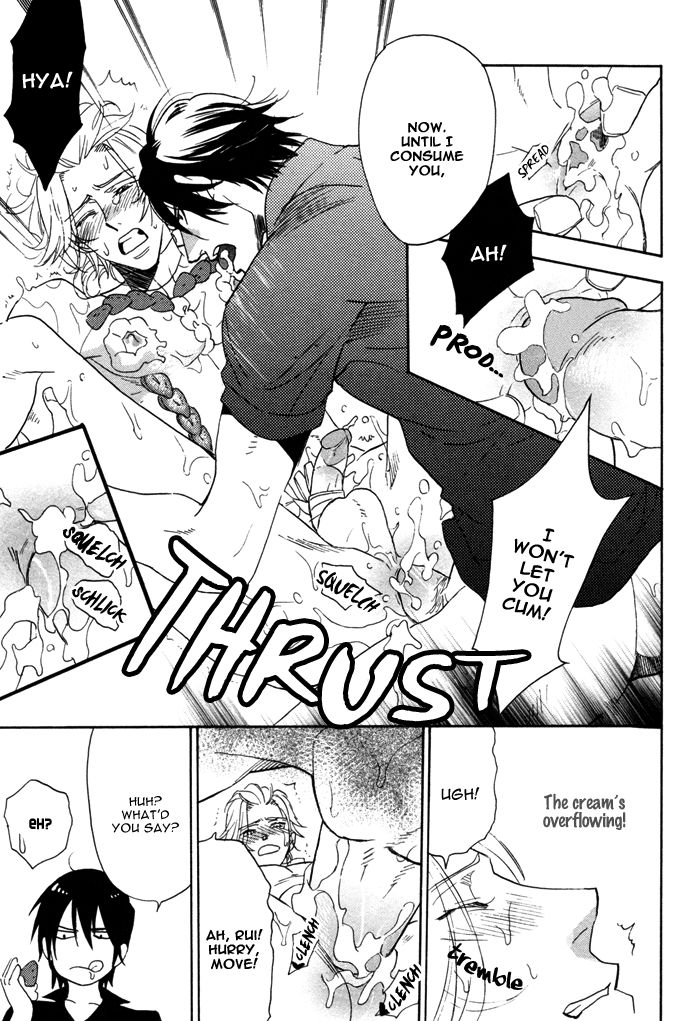 SPREAD
AH!
PROD...
NOW.
UNTIL I
CONSUME
YOU,
HYA!
I
WON'T
LET
YOU
CUM!
SQUELCH
THRUST
SQUELCH
SCHLICK
The cream's
overflowing!
tremble
UGH!
AH, RUI!
HURRY,
MOVE!
CLENCH
CLENCH
HUH?
WHAT'D
YOU SAY?
EH?